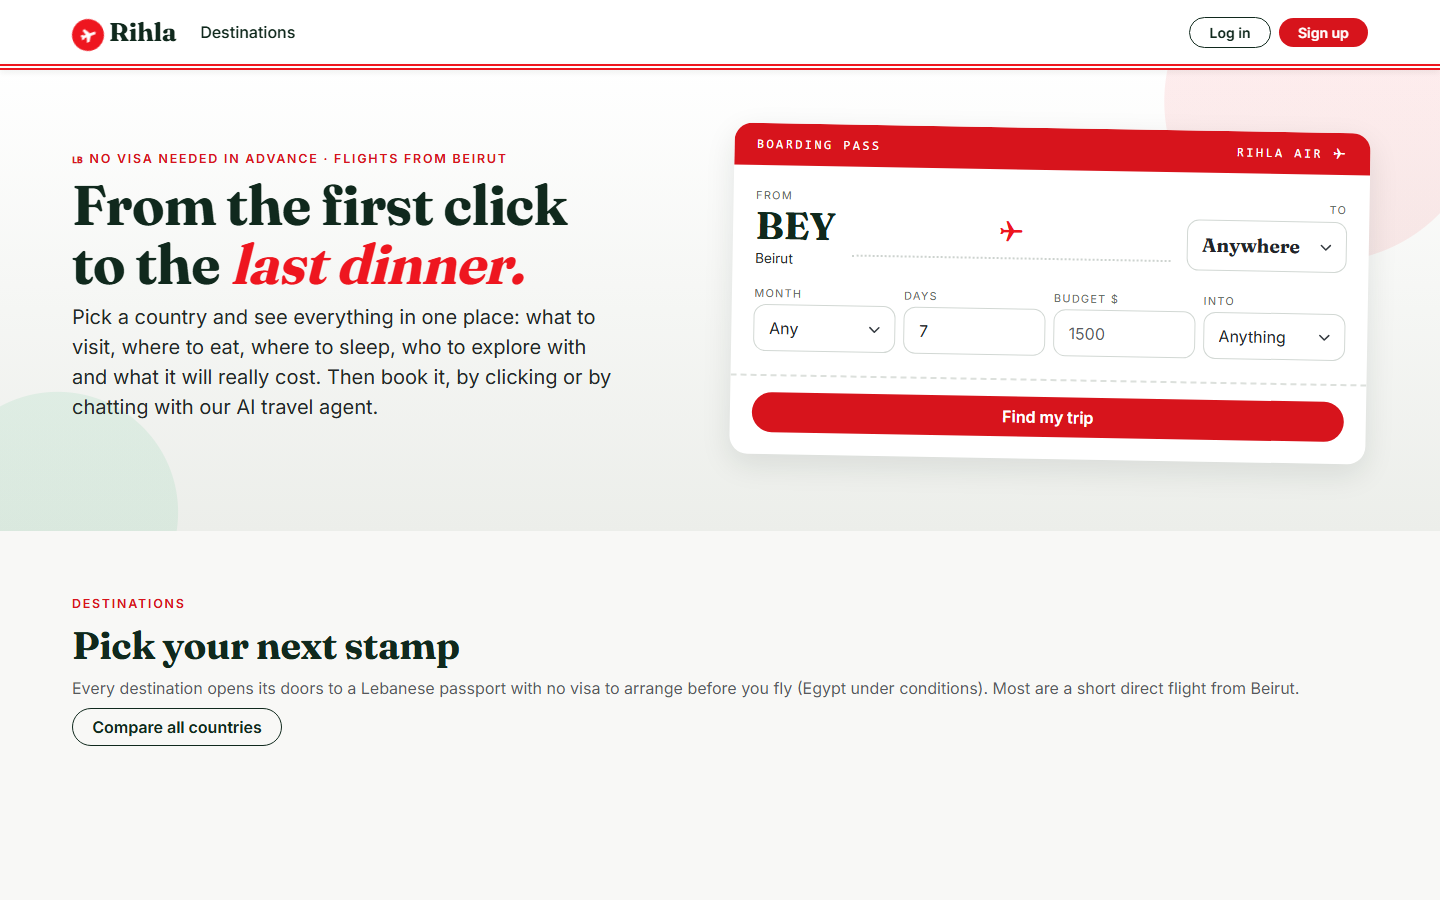 Rihla
Destinations
Log in
Sign up
LB NO VISA NEEDED IN ADVANCE · FLIGHTS FROM BEIRUT
From the first click
to the last dinner.
Pick a country and see everything in one place: what to
visit, where to eat, where to sleep, who to explore with
and what it will really cost. Then book it, by clicking or by
chatting with our AI travel agent.
BOARDING PASS
RIHLA AIR ✈
FROM
BEY
Beirut
TO
Anywhere
MONTH
Any
DAYS
7
BUDGET $
1500
INTO
Anything
Find my trip
DESTINATIONS
Pick your next stamp
Every destination opens its doors to a Lebanese passport with no visa to arrange before you fly (Egypt under conditions). Most are a short direct flight from Beirut.
Compare all countries